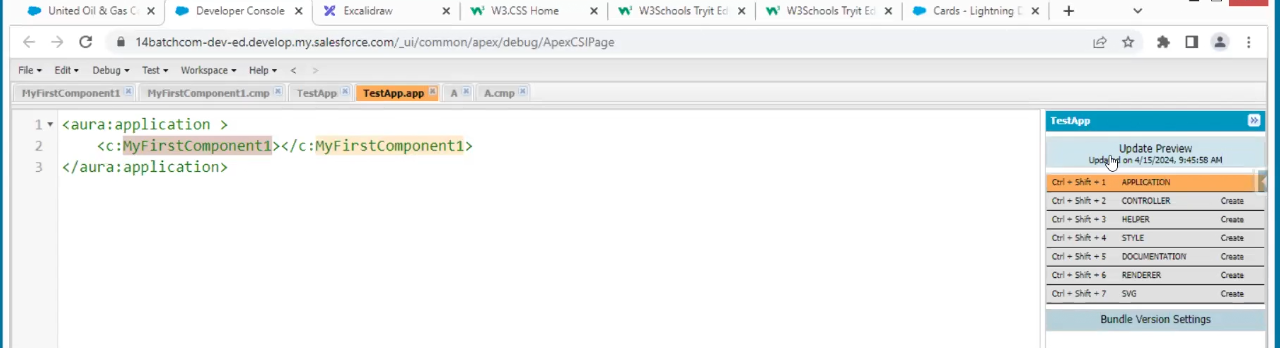 United Oil & Gas C
Developer Console
Excalidraw
W3.CSS Home
W3Schools Tryit Ed
W3Schools Tryit Ed
Cards - Lightning D
14batchcom-dev-ed.develop.my.salesforce.com/_ui/common/apex/debug/ApexCSIPage
File Edit Debug Test Workspace Help < >
MyFirstComponent1 MyFirstComponent1.cmp TestApp TestApp.app A A.cmp
1 <aura:application >
2 <c:MyFirstComponent1></c:MyFirstComponent1>
3 </aura:application>
TestApp
Update Preview
Updated on 4/15/2024, 9:45:58 AM
Ctrl + Shift + 1 APPLICATION
Ctrl + Shift + 2 CONTROLLER Create
Ctrl + Shift + 3 HELPER Create
Ctrl + Shift + 4 STYLE Create
Ctrl + Shift + 5 DOCUMENTATION Create
Ctrl + Shift + 6 RENDERER Create
Ctrl + Shift + 7 SVG Create
Bundle Version Settings